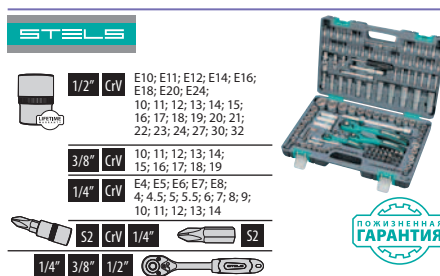 STELS
1/2" CrV E10; E11; E12; E14; E16;
E18; E20; E24;
10; 11; 12; 13; 14; 15;
16; 17; 18; 19; 20; 21;
22; 23; 24; 27; 30; 32
LIFETIME
3/8" CrV 10; 11; 12; 13; 14;
15; 16; 17; 18; 19
1/4" CrV E4; E5; E6; E7; E8;
4; 4.5; 5; 5.5; 6; 7; 8; 9;
10; 11; 12; 13; 14
S2 CrV 1/4" S2
1/4" 3/8" 1/2" STELS
ПОЖИЗНЕННАЯ
ГАРАНТИЯ